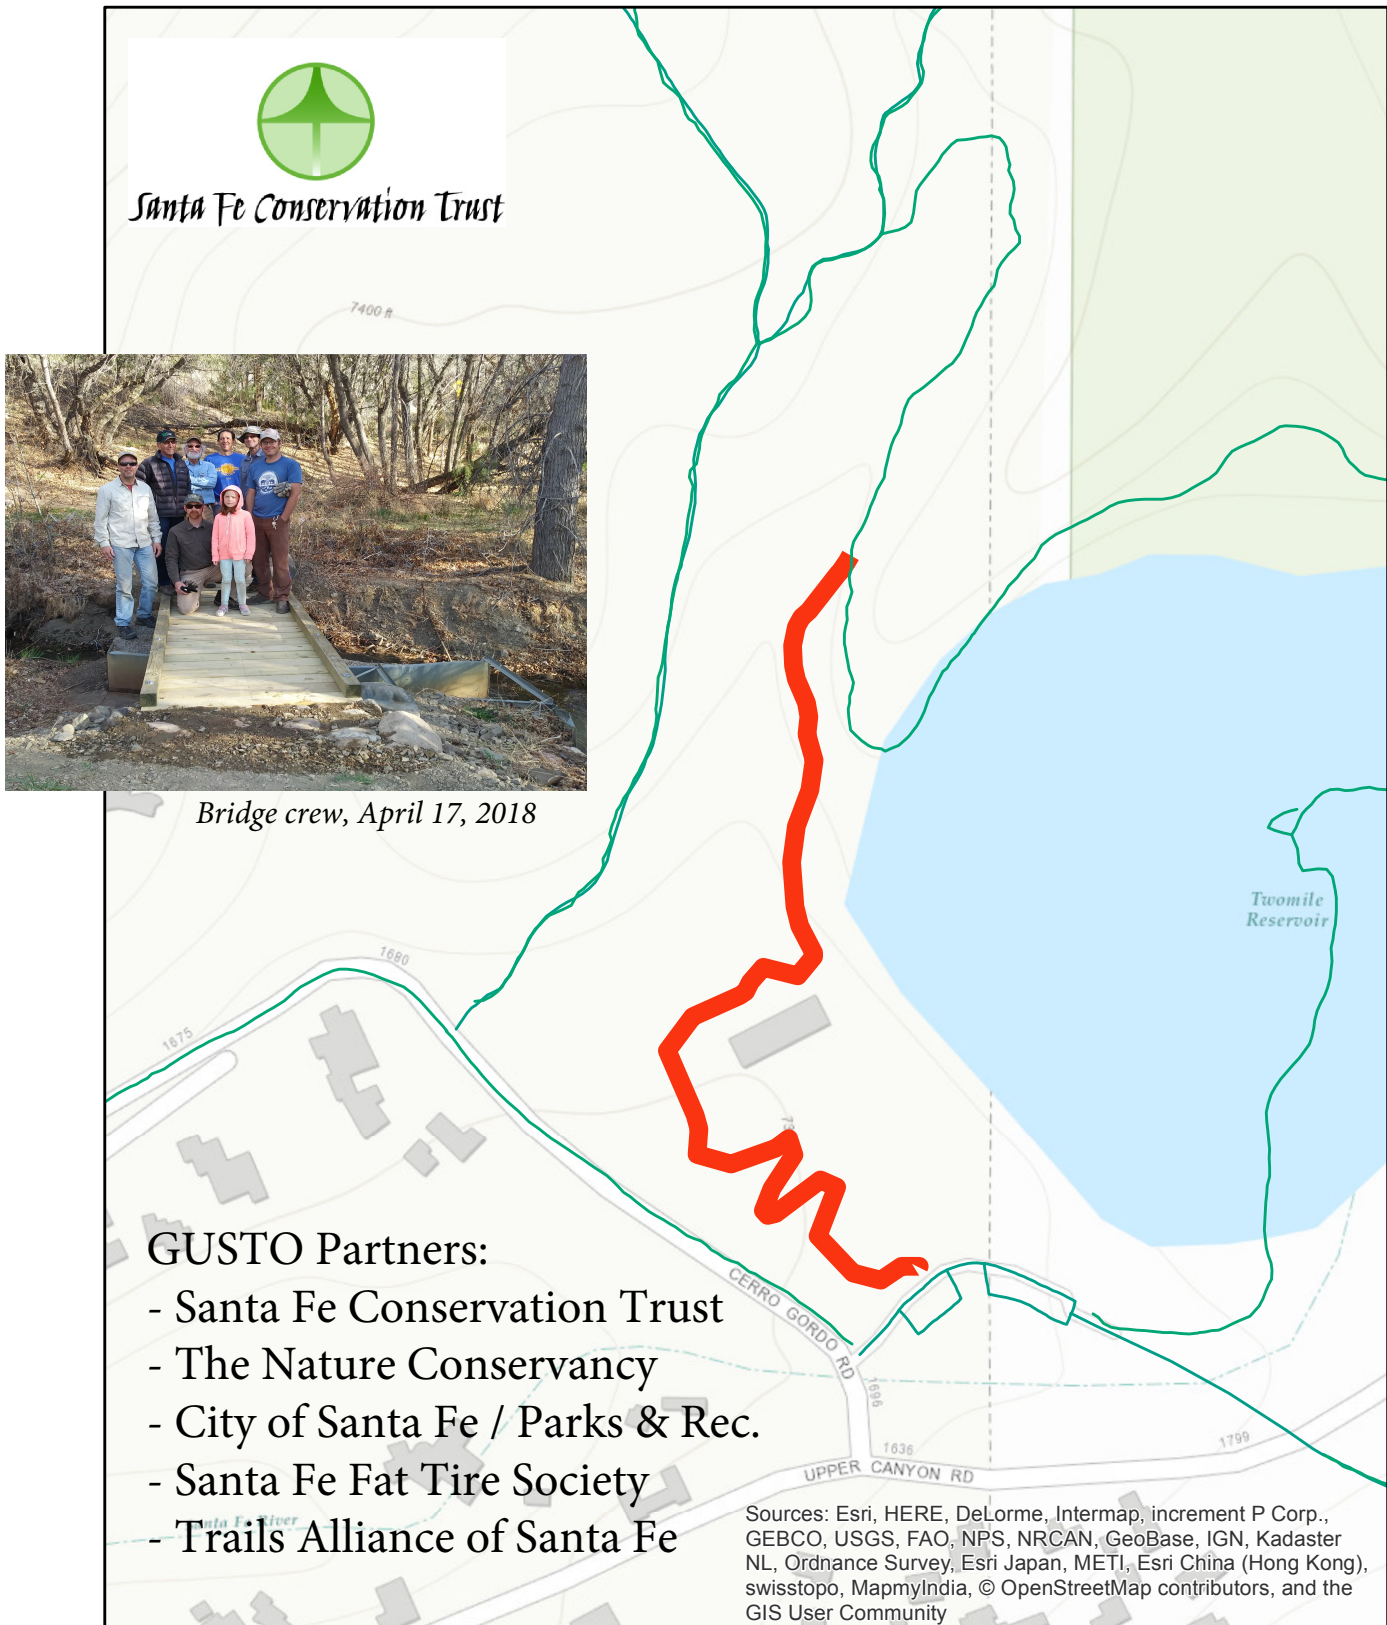 Santa Fe Conservation Trust
7400 ft
Bridge crew, April 17, 2018
Twomile
Reservoir
1680
1675
CERRO GORDO RD
1696
GUSTO Partners:
- Santa Fe Conservation Trust
- The Nature Conservancy
- City of Santa Fe / Parks & Rec.
- Santa Fe Fat Tire Society
- Trails Alliance of Santa Fe
1636
1799
UPPER CANYON RD
Santa Fe River
Sources: Esri, HERE, DeLorme, Intermap, increment P Corp.,
GEBCO, USGS, FAO, NPS, NRCAN, GeoBase, IGN, Kadaster
NL, Ordnance Survey, Esri Japan, METI, Esri China (Hong Kong),
swisstopo, MapmyIndia, © OpenStreetMap contributors, and the
GIS User Community